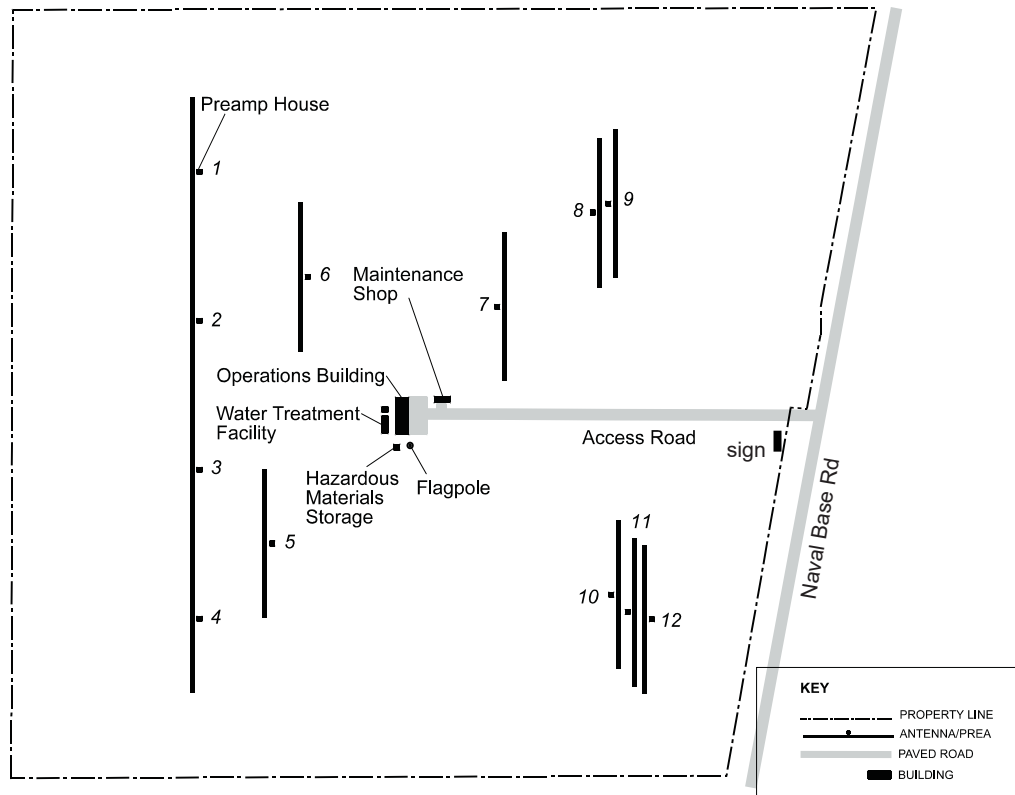 Preamp House
1
9
8
6
Maintenance
Shop
7
2
Operations Building
Water Treatment
Facility
Access Road
sign
Hazardous
Materials
Storage
Flagpole
3
5
11
10
12
4
Naval Base Rd
KEY
PROPERTY LINE
ANTENNA/PREA
PAVED ROAD
BUILDING